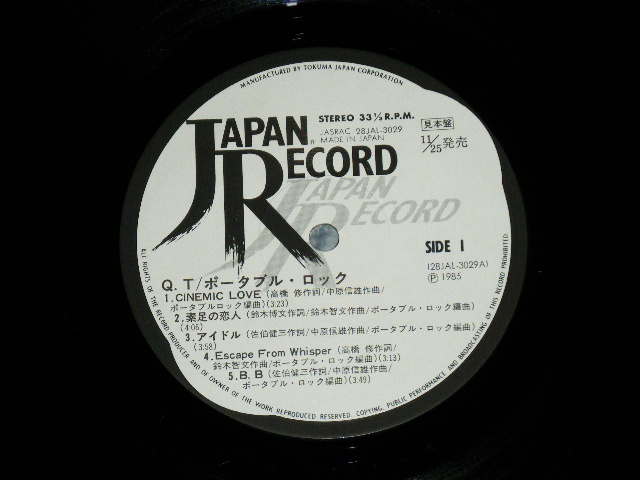 MANUFACTURED BY TOKUMA JAPAN CORPORATION
STEREO 33⅓ R.P.M.
JASRAC 28JAL-3029
® MADE IN JAPAN
見本盤
11/25発売
JAPAN
RECORD
JAPAN
RECORD
SIDE 1
(28JAL-3029A)
Ⓟ 1985
Q.T/ポータブル・ロック
1.CINEMIC LOVE(高橋 修作詞/中原信雄作曲/
ポータブルロック編曲)(3:23)
2.素足の恋人(鈴木博文作詞/鈴木智文作曲/ポータブル・ロック編曲)
(4:06)
3.アイドル(佐伯健三作詞/中原信雄作曲/ポータブル・ロック編曲)
(3:58)
4.Escape From Whisper(高橋 修作詞/
鈴木智文作曲/ポータブル・ロック編曲)(3:13)
5.B.B(佐伯健三作詞/中原信雄作曲/
ポータブル・ロック編曲)(3:49)
ALL RIGHTS OF THE RECORD PRODUCER AND OF OWNER OF THE WORK REPRODUCED RESERVED. COPYING, PUBLIC PERFORMANCE AND BROADCASTING OF THIS RECORD PROHIBITED.